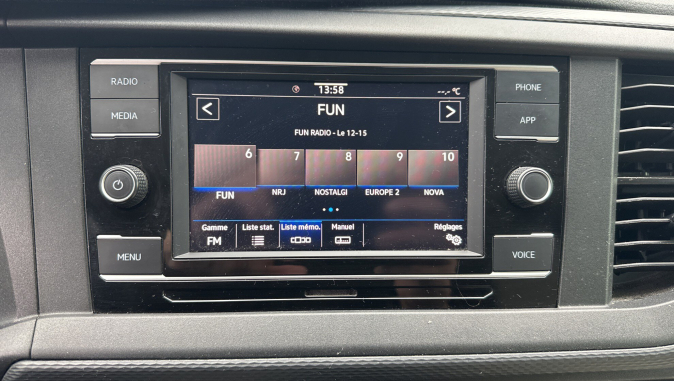 RADIO
MEDIA
MENU
13:58
--,- °C
<
FUN
>
FUN RADIO - Le 12-15
6 7 8 9 10
FUN NRJ NOSTALGI EUROPE 2 NOVA
Gamme Liste stat. Liste mémo. Manuel Réglages
FM
PHONE
APP
VOICE